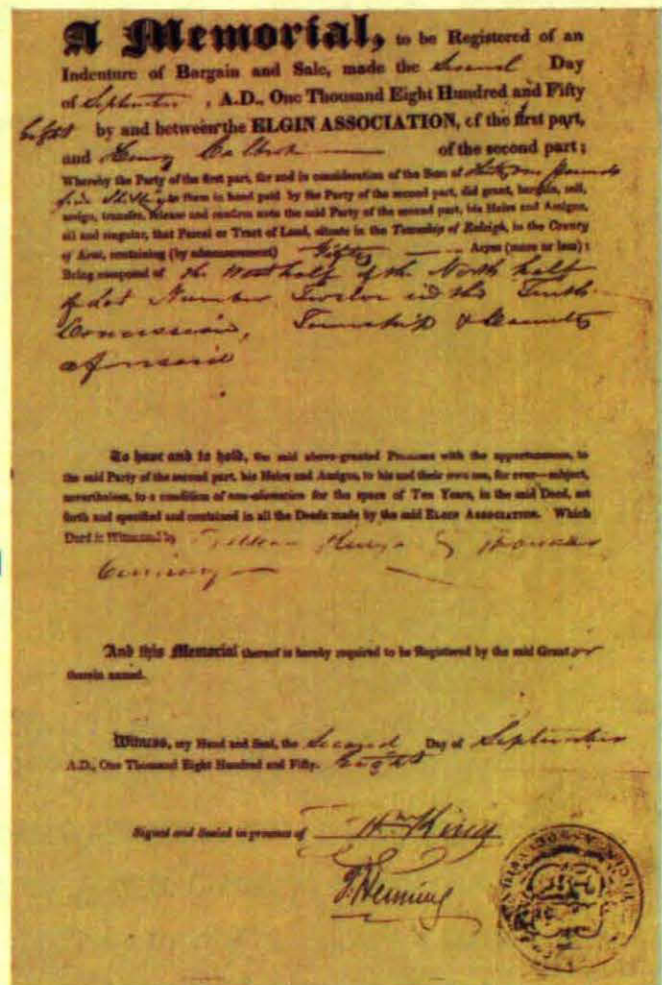 A Memorial, to be Registered of an
Indenture of Bargain and Sale, made the Second Day
of September, A.D., One Thousand Eight Hundred and Fifty
eight by and between the ELGIN ASSOCIATION, of the first part,
and Henry of the second part;
Whereby the Party of the first part, for and in consideration of the Sum of Pounds
Shillings to them in hand paid by the Party of the second part, did grant, bargain, sell,
assign, transfer, release and confirm unto the said Party of the second part, his Heirs and Assigns,
all and singular, that Parcel or Tract of Land, situate in the Township of Raleigh, in the County
of Kent, containing (by admeasurement) Fifty Acres (more or less):
Being composed of the West half of the North half
of Lot Number Twelve in the Tenth
Concession, Township & County
aforesaid
To have and to hold, the said above-granted Premises with the appurtenances, to
the said Party of the second part, his Heirs and Assigns, to his and their own use, for ever—subject,
nevertheless, to a condition of non-alienation for the space of Ten Years, in the said Deed, set
forth and specified and contained in all the Deeds made by the said ELGIN ASSOCIATION. Which
Deed is Witnessed by William King &
And this Memorial thereof is hereby required to be Registered by the said Grantor
therein named.
Witness, my Hand and Seal, the Second Day of September
A.D., One Thousand Eight Hundred and Fifty. eight
Signed and Sealed in presence of Wm King